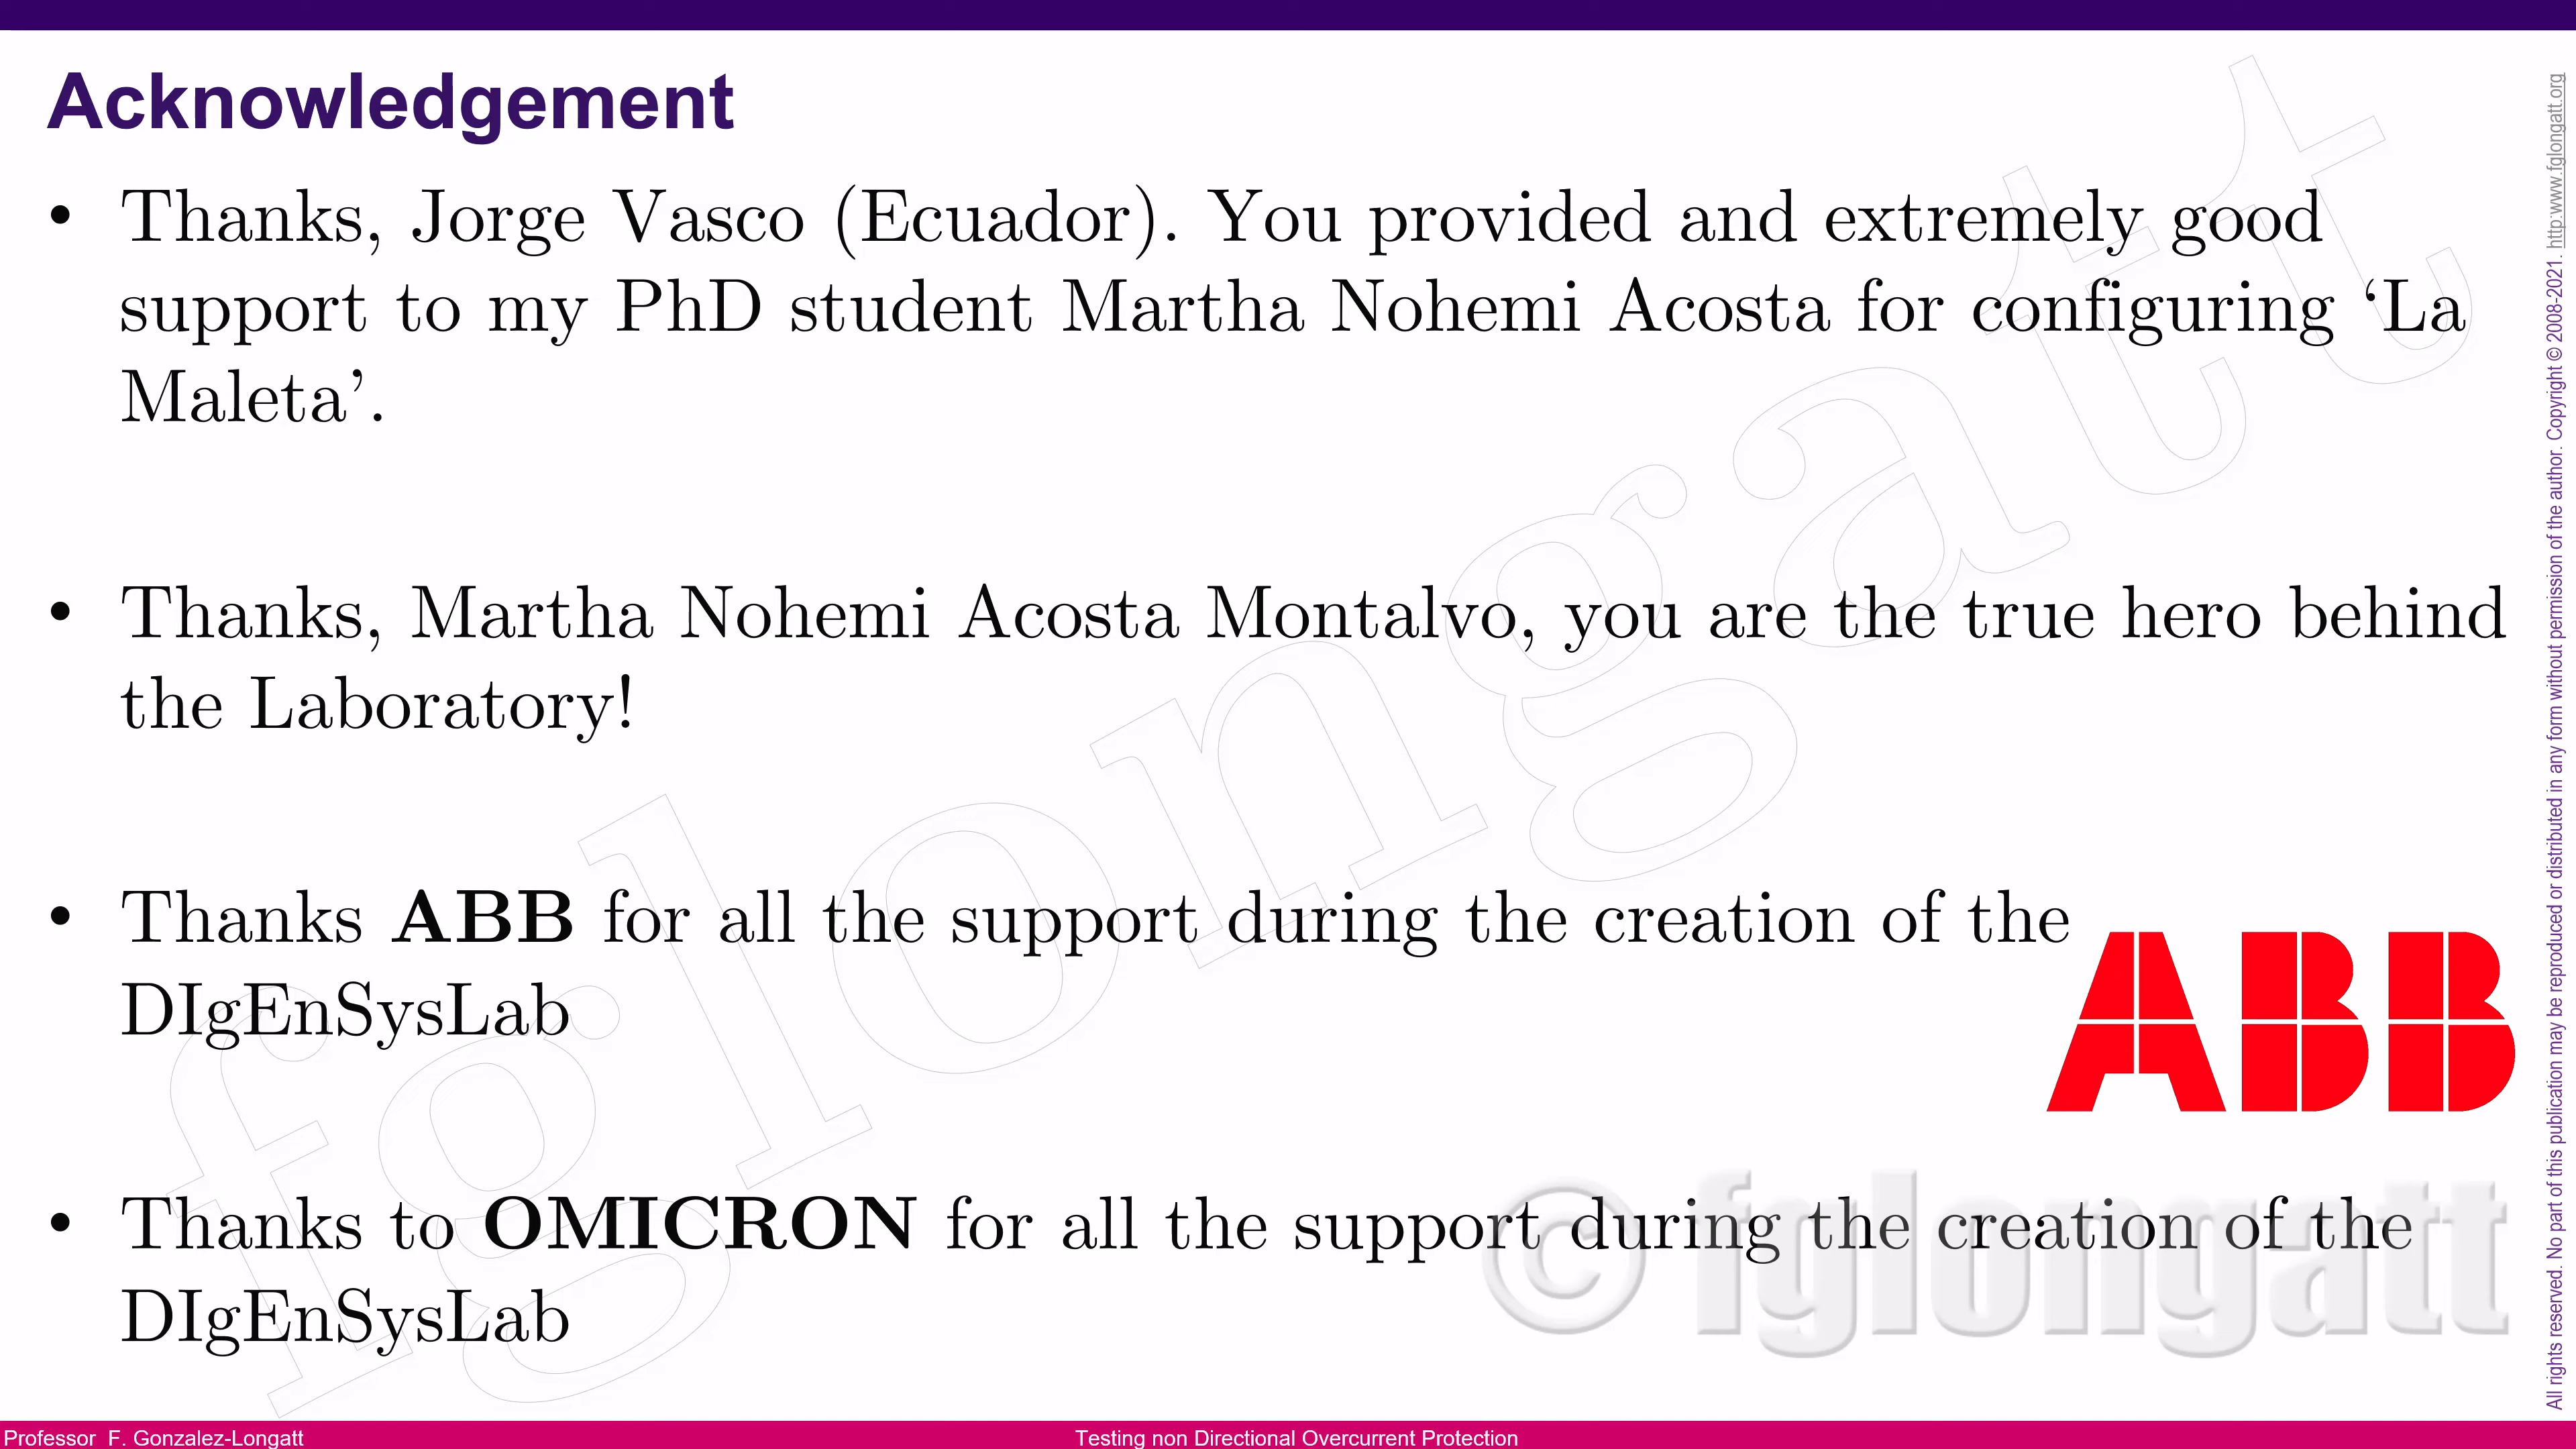 Acknowledgement
• Thanks, Jorge Vasco (Ecuador). You provided and extremely good
support to my PhD student Martha Nohemi Acosta for configuring ‘La
Maleta’.
• Thanks, Martha Nohemi Acosta Montalvo, you are the true hero behind
the Laboratory!
• Thanks ABB for all the support during the creation of the
DIgEnSysLab
ABB
• Thanks to OMICRON for all the support during the creation of the
DIgEnSysLab
© fglongatt
fglongatt
All rights reserved. No part of this publication may be reproduced or distributed in any form without permission of the author. Copyright © 2008-2021. http:www.fglongatt.org
Professor F. Gonzalez-Longatt
Testing non Directional Overcurrent Protection